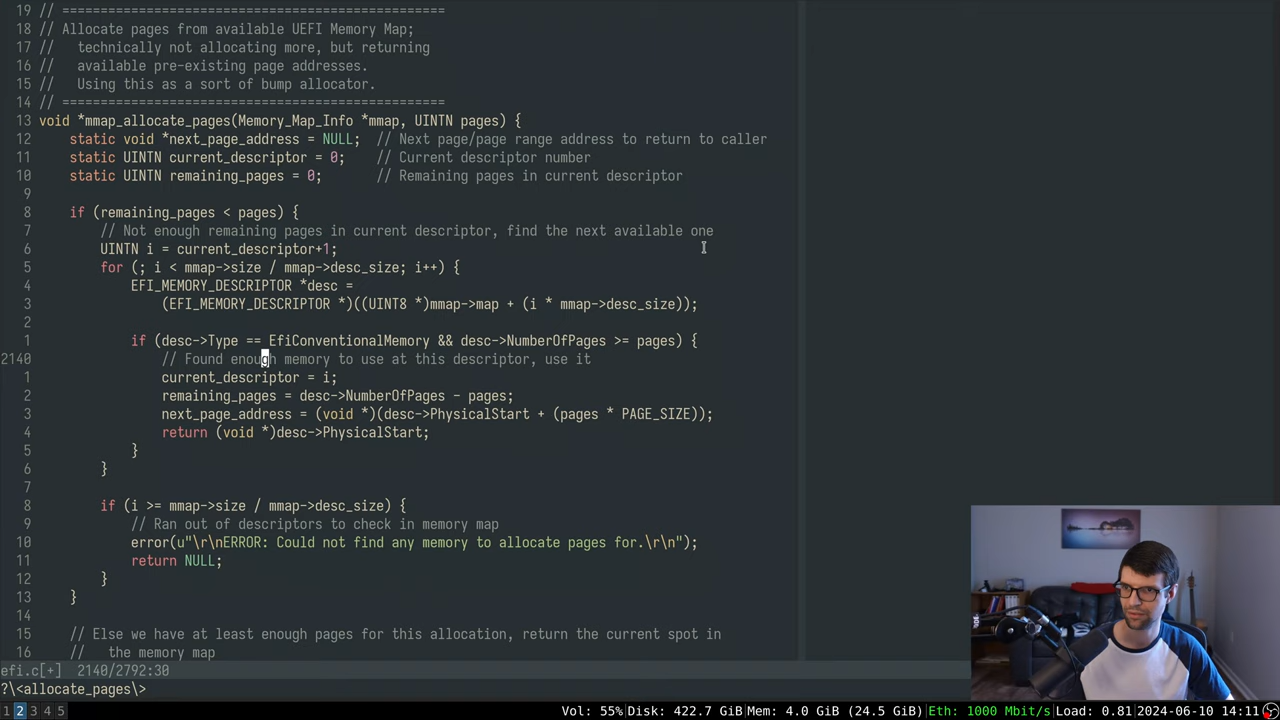 19 // ==================================================
18 // Allocate pages from available UEFI Memory Map;
17 //   technically not allocating more, but returning
16 //   available pre-existing page addresses.
15 //   Using this as a sort of bump allocator.
14 // ==================================================
13 void *mmap_allocate_pages(Memory_Map_Info *mmap, UINTN pages) {
12     static void *next_page_address = NULL;  // Next page/page range address to return to caller
11     static UINTN current_descriptor = 0;    // Current descriptor number
10     static UINTN remaining_pages = 0;       // Remaining pages in current descriptor
9
8     if (remaining_pages < pages) {
7         // Not enough remaining pages in current descriptor, find the next available one
6         UINTN i = current_descriptor+1;
5         for (; i < mmap->size / mmap->desc_size; i++) {
4             EFI_MEMORY_DESCRIPTOR *desc =
3                 (EFI_MEMORY_DESCRIPTOR *)((UINT8 *)mmap->map + (i * mmap->desc_size));
2
1             if (desc->Type == EfiConventionalMemory && desc->NumberOfPages >= pages) {
2140                 // Found enough memory to use at this descriptor, use it
1                 current_descriptor = i;
2                 remaining_pages = desc->NumberOfPages - pages;
3                 next_page_address = (void *)(desc->PhysicalStart + (pages * PAGE_SIZE));
4                 return (void *)desc->PhysicalStart;
5             }
6         }
7
8         if (i >= mmap->size / mmap->desc_size) {
9             // Ran out of descriptors to check in memory map
10             error(u"\r\nERROR: Could not find any memory to allocate pages for.\r\n");
11             return NULL;
12         }
13     }
14
15     // Else we have at least enough pages for this allocation, return the current spot in
16     //   the memory map
efi.c[+]  2140/2792:30
?\<allocate_pages\>
1 2 3 4 5 Vol: 55% Disk: 422.7 GiB Mem: 4.0 GiB (24.5 GiB) Eth: 1000 Mbit/s Load: 0.81 2024-06-10 14:11